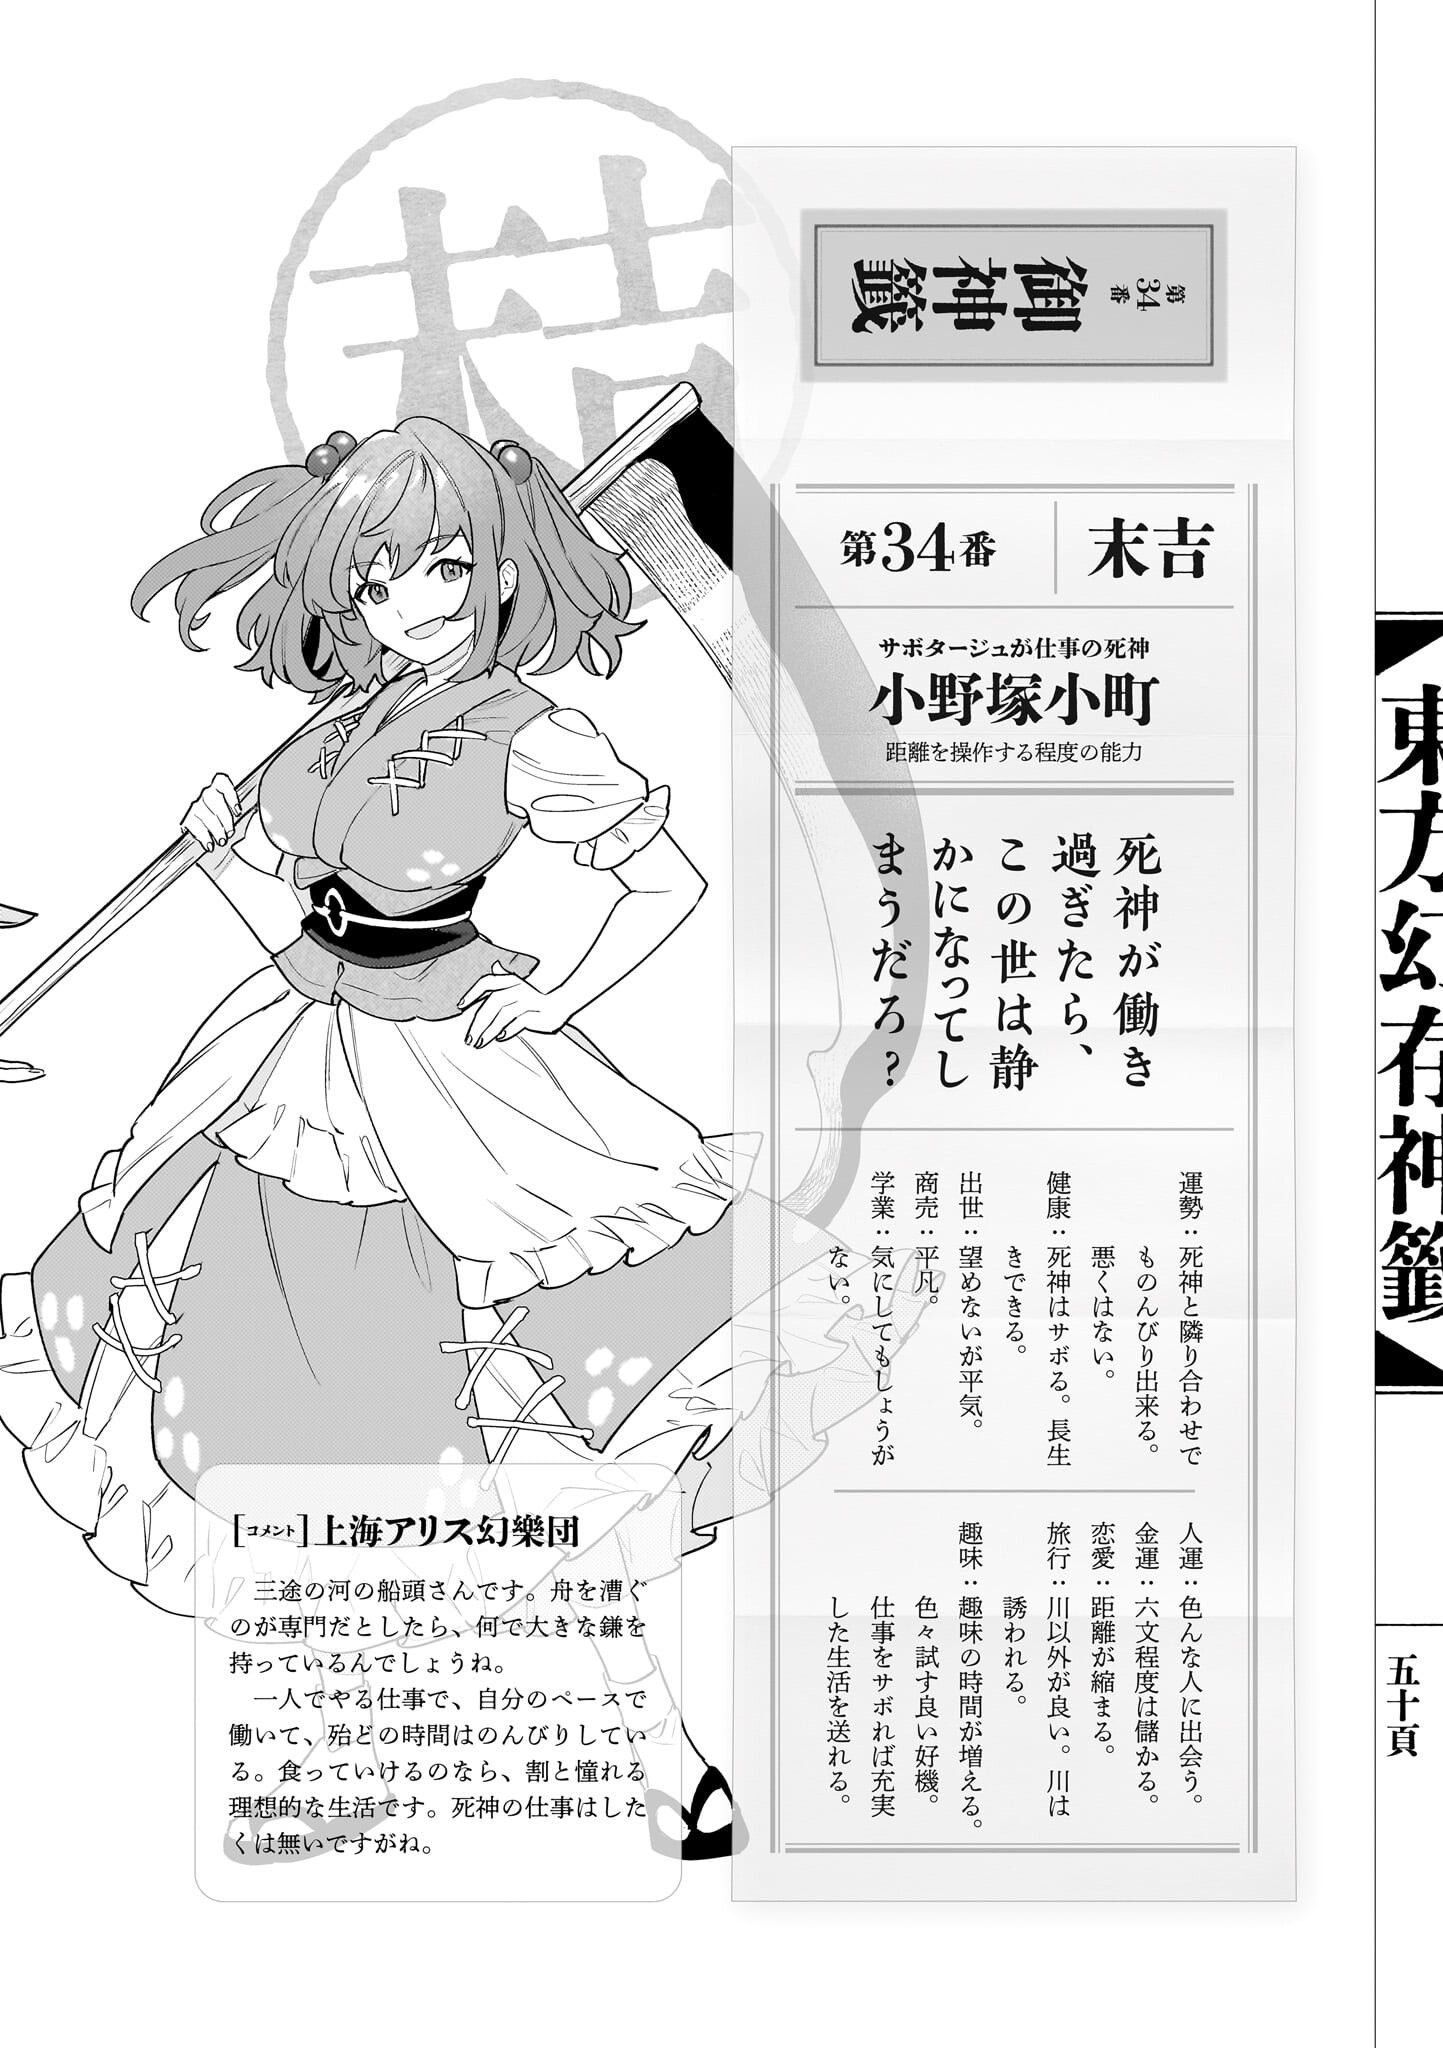 末吉
御神籤
第34番
第34番
末吉
サボタージュが仕事の死神
小野塚小町
距離を操作する程度の能力
死神が働き
過ぎたら、
この世は静
かになってし
まうだろ？
運勢：死神と隣り合わせで
ものんびり出来る。
悪くはない。
健康：死神はサボる。長生
きできる。
出世：望めないが平気。
商売：平凡。
学業：気にしてもしょうが
ない。
人運：色んな人に出会う。
金運：六文程度は儲かる。
恋愛：距離が縮まる。
旅行：川以外が良い。川は
誘われる。
趣味：趣味の時間が増える。
色々試す良い好機。
仕事をサボれば充実
した生活を送れる。
［コメント］上海アリス幻樂団
三途の河の船頭さんです。舟を漕ぐ
のが専門だとしたら、何で大きな鎌を
持っているんでしょうね。
一人でやる仕事で、自分のペースで
働いて、殆どの時間はのんびりしてい
る。食っていけるのなら、割と憧れる
理想的な生活です。死神の仕事はした
くは無いですがね。
東方幻存神籤
五十頁